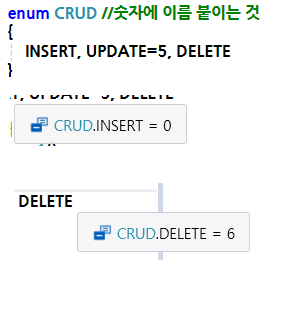 enum CRUD //숫자에 이름 붙이는 것
{
INSERT, UPDATE=5, DELETE
}
CRUD.INSERT = 0
DELETE
CRUD.DELETE = 6